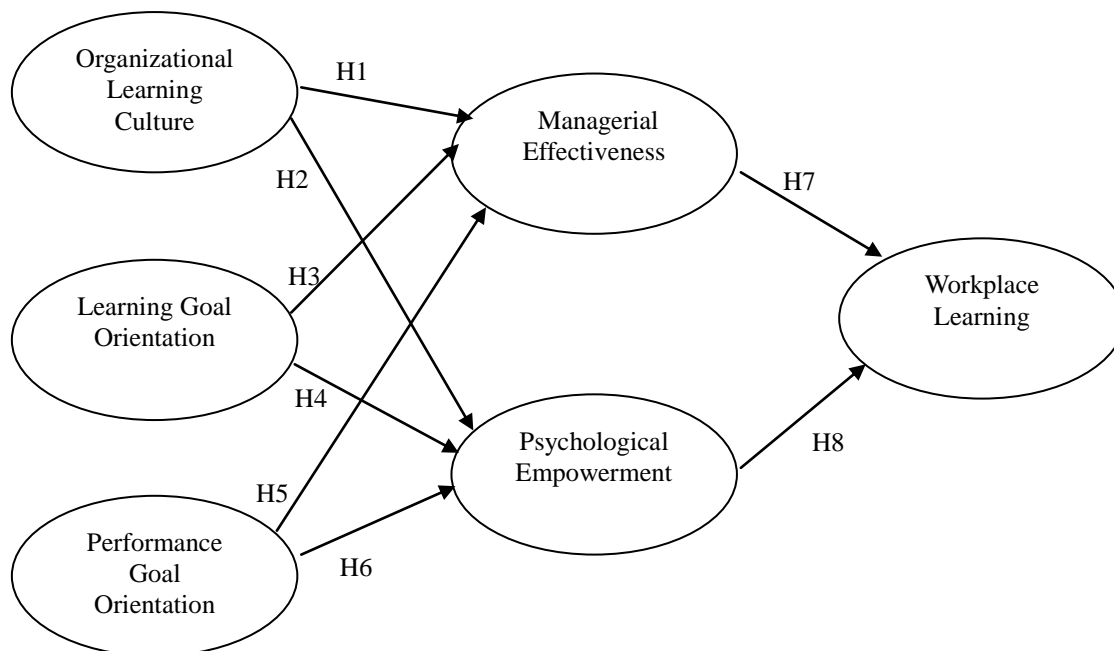 Organizational
Learning
Culture
H1
Managerial
Effectiveness
H2
H7
H3
Learning Goal
Orientation
Workplace
Learning
H4
Psychological
Empowerment
H8
H5
Performance
Goal
Orientation
H6